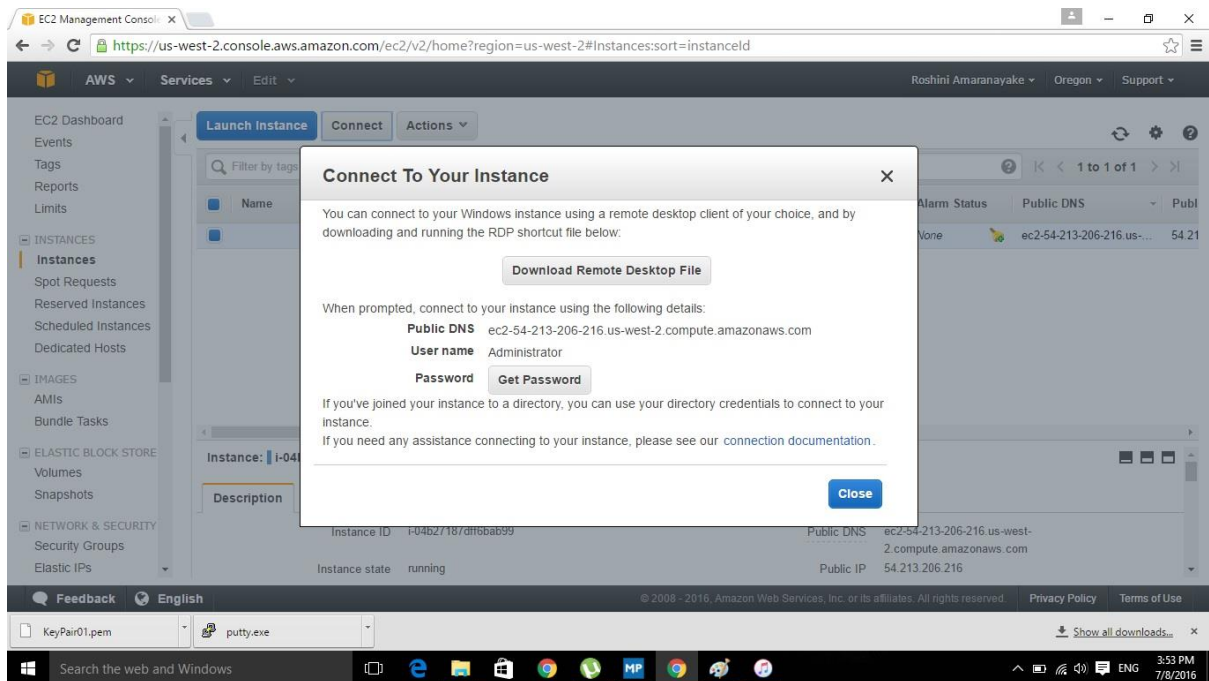 EC2 Management Consol
https://us-west-2.console.aws.amazon.com/ec2/v2/home?region=us-west-2#Instances:sort=instanceId
AWS Services Edit Roshini Amaranayake Oregon Support
EC2 Dashboard
Events
Tags
Reports
Limits
INSTANCES
Instances
Spot Requests
Reserved Instances
Scheduled Instances
Dedicated Hosts
IMAGES
AMIs
Bundle Tasks
ELASTIC BLOCK STORE
Volumes
Snapshots
NETWORK & SECURITY
Security Groups
Elastic IPs
Launch Instance Connect Actions
Filter by tags 1 to 1 of 1
Name Alarm Status Public DNS Publ
None ec2-54-213-206-216.us-... 54.21
Connect To Your Instance
You can connect to your Windows instance using a remote desktop client of your choice, and by
downloading and running the RDP shortcut file below:
Download Remote Desktop File
When prompted, connect to your instance using the following details:
Public DNS ec2-54-213-206-216.us-west-2.compute.amazonaws.com
User name Administrator
Password Get Password
If you've joined your instance to a directory, you can use your directory credentials to connect to your
instance.
If you need any assistance connecting to your instance, please see our connection documentation.
Close
Instance: i-04
Description
Instance ID i-04b27187dff6bab99 Public DNS ec2-54-213-206-216.us-west-
2.compute.amazonaws.com
Instance state running Public IP 54.213.206.216
Feedback English © 2008 - 2016, Amazon Web Services, Inc. or its affiliates. All rights reserved. Privacy Policy Terms of Use
KeyPair01.pem putty.exe Show all downloads...
Search the web and Windows MP ENG 3:53 PM
7/8/2016